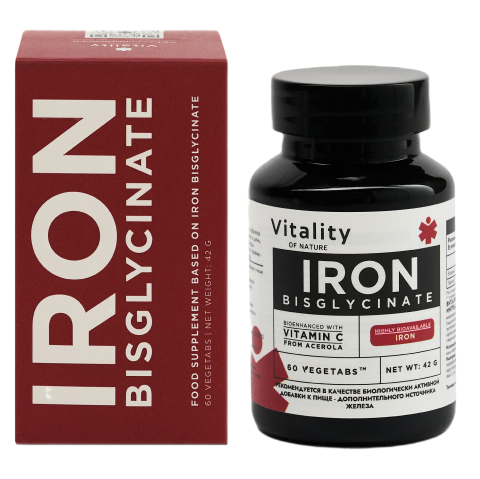 Vitality
IRON
BISGLYCINATE
FOOD SUPPLEMENT BASED ON IRON BISGLYCINATE
60 VEGETABS | NET WEIGHT: 42 G
Vitality
OF NATURE
IRON
BISGLYCINATE
BIOENHANCED WITH
VITAMIN C
FROM ACEROLA
HIGHLY BIOAVAILABLE
IRON
60 VEGETABS™
NET WT: 42 G
РЕКОМЕНДУЕТСЯ В КАЧЕСТВЕ БИОЛОГИЧЕСКИ АКТИВНОЙ
ДОБАВКИ К ПИЩЕ - ДОПОЛНИТЕЛЬНОГО ИСТОЧНИКА
ЖЕЛЕЗА